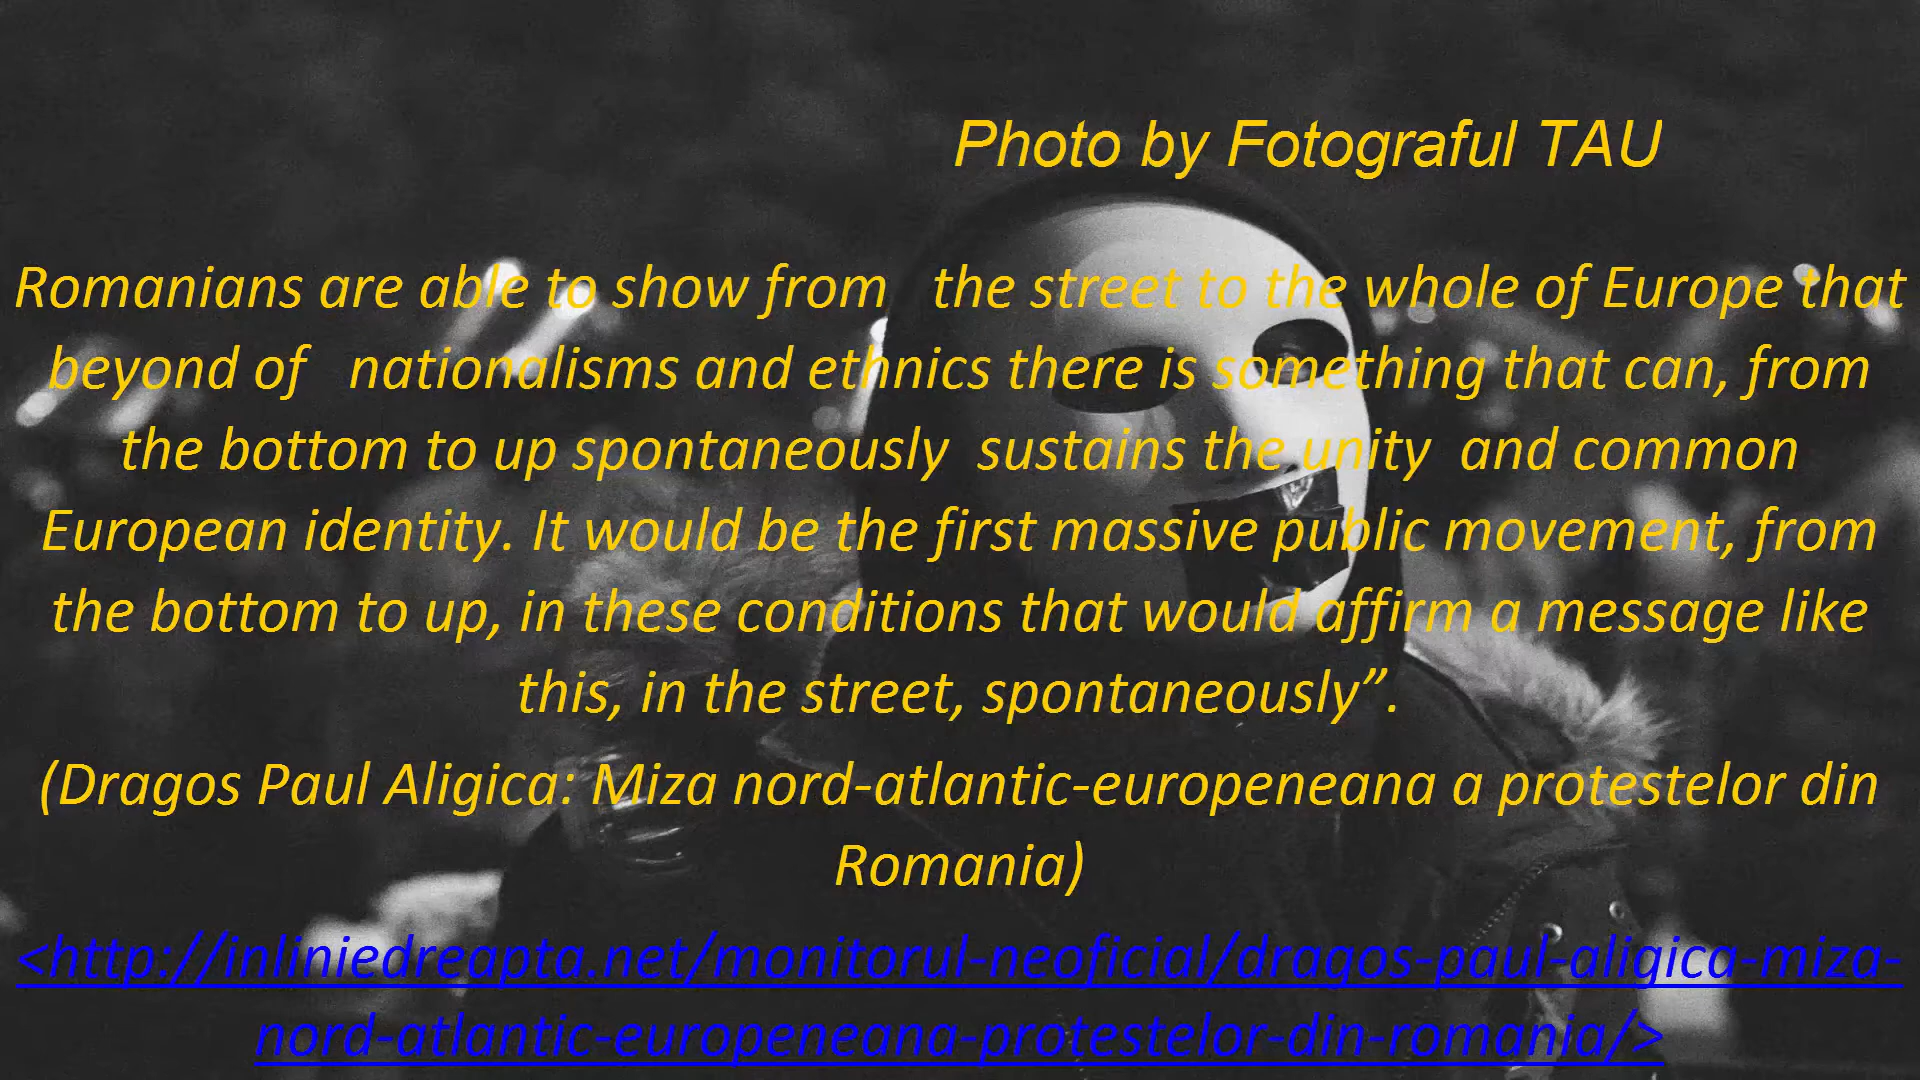 Photo by Fotograful TAU
Romanians are able to show from the street to the whole of Europe that
beyond of nationalisms and ethnics there is something that can, from
the bottom to up spontaneously sustains the unity and common
European identity. It would be the first massive public movement, from
the bottom to up, in these conditions that would affirm a message like
this, in the street, spontaneously”.
(Dragos Paul Aligica: Miza nord-atlantic-europeneana a protestelor din
Romania)
<http://inliniedreapta.net/monitorul-neoficial/dragos-paul-aligica-miza-
nord-atlantic-europeneana-protestelor-din-romania/>